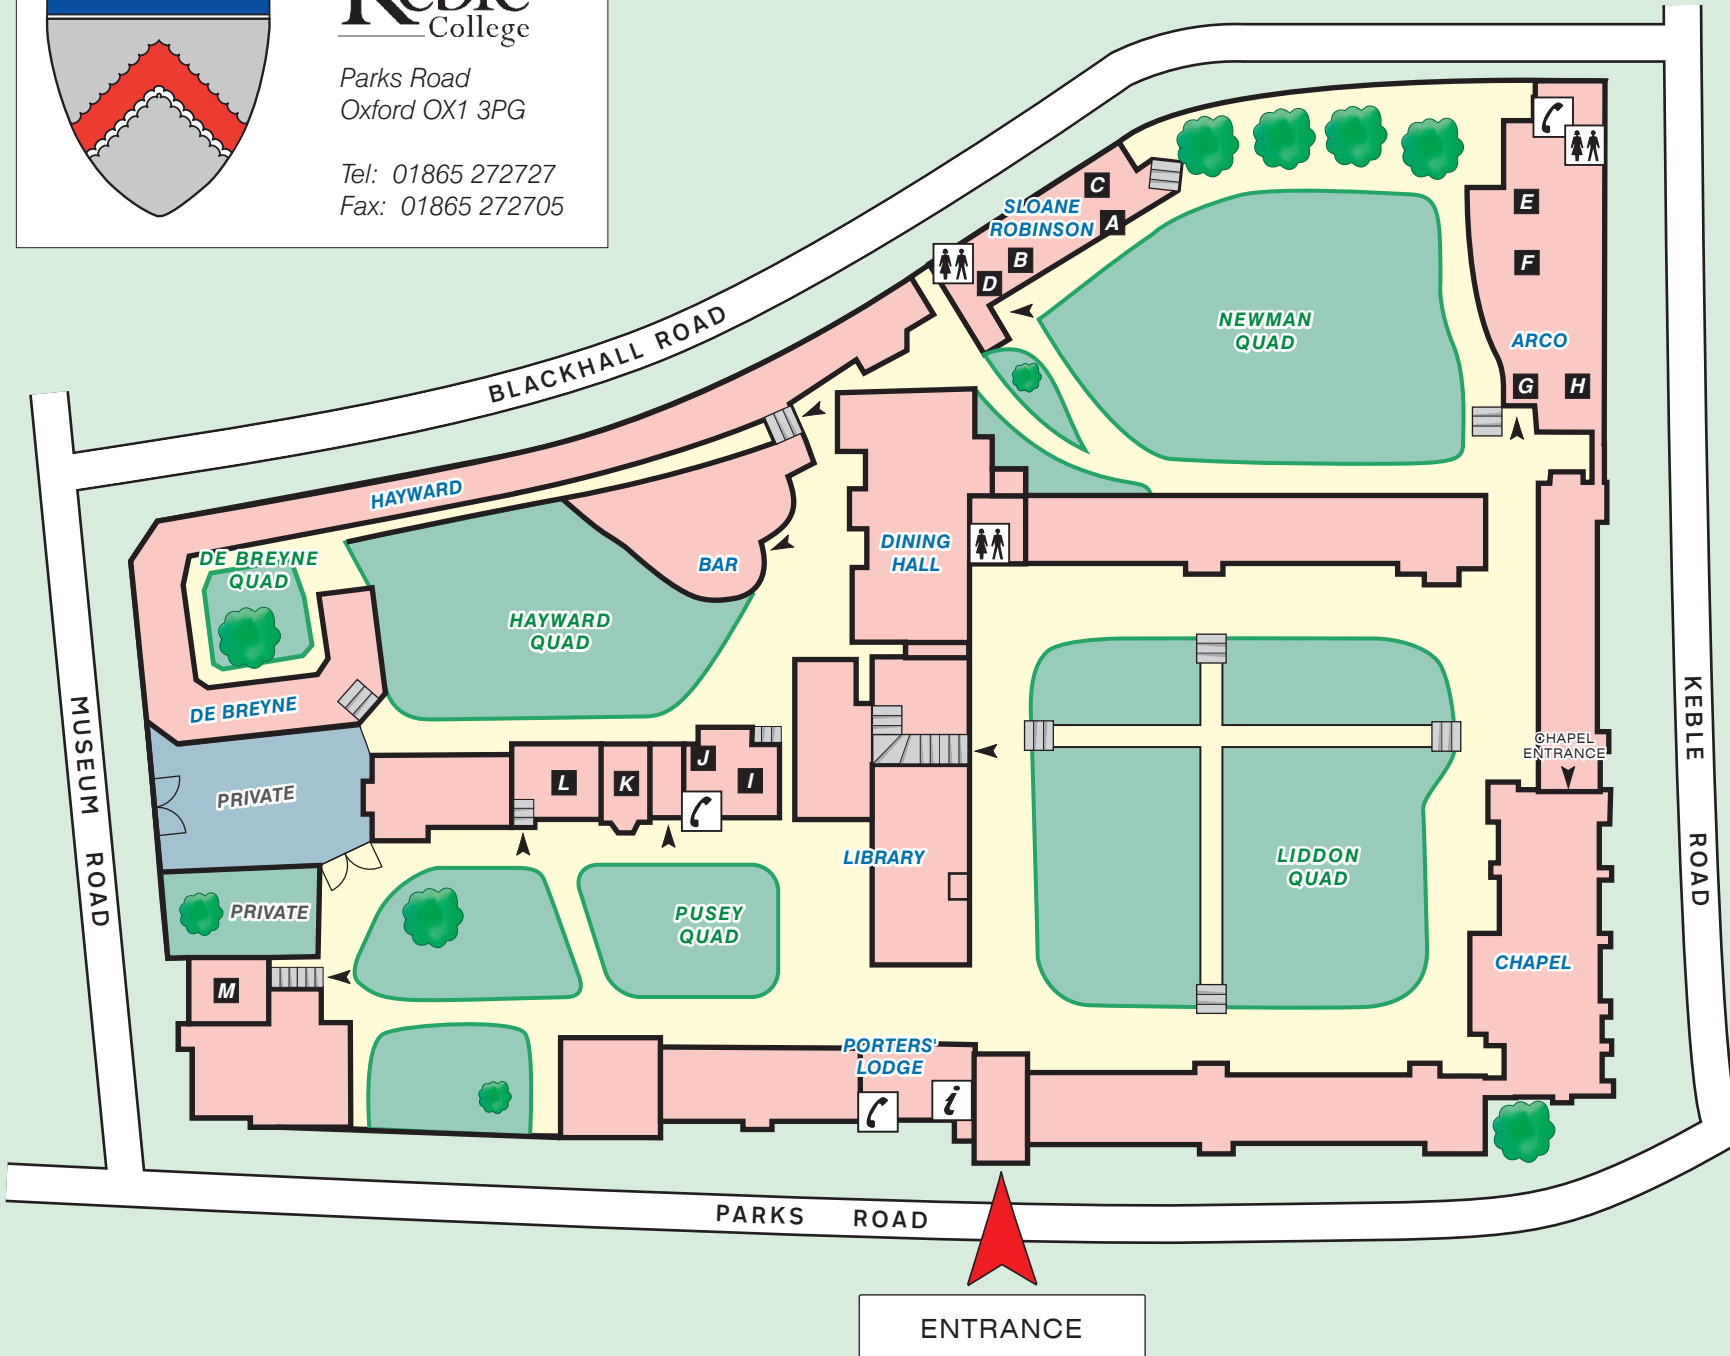 Keble
College
Parks Road
Oxford OX1 3PG
Tel: 01865 272727
Fax: 01865 272705
BLACKHALL ROAD
C
SLOANE
ROBINSON
A
B
D
NEWMAN
QUAD
E
F
ARCO
G H
HAYWARD
DE BREYNE
QUAD
BAR
DINING
HALL
HAYWARD
QUAD
DE BREYNE
MUSEUM ROAD
KEBLE ROAD
CHAPEL
ENTRANCE
PRIVATE
L
K
J
I
LIBRARY
LIDDON
QUAD
PRIVATE
PUSEY
QUAD
CHAPEL
M
PORTERS'
LODGE
i
PARKS ROAD
ENTRANCE